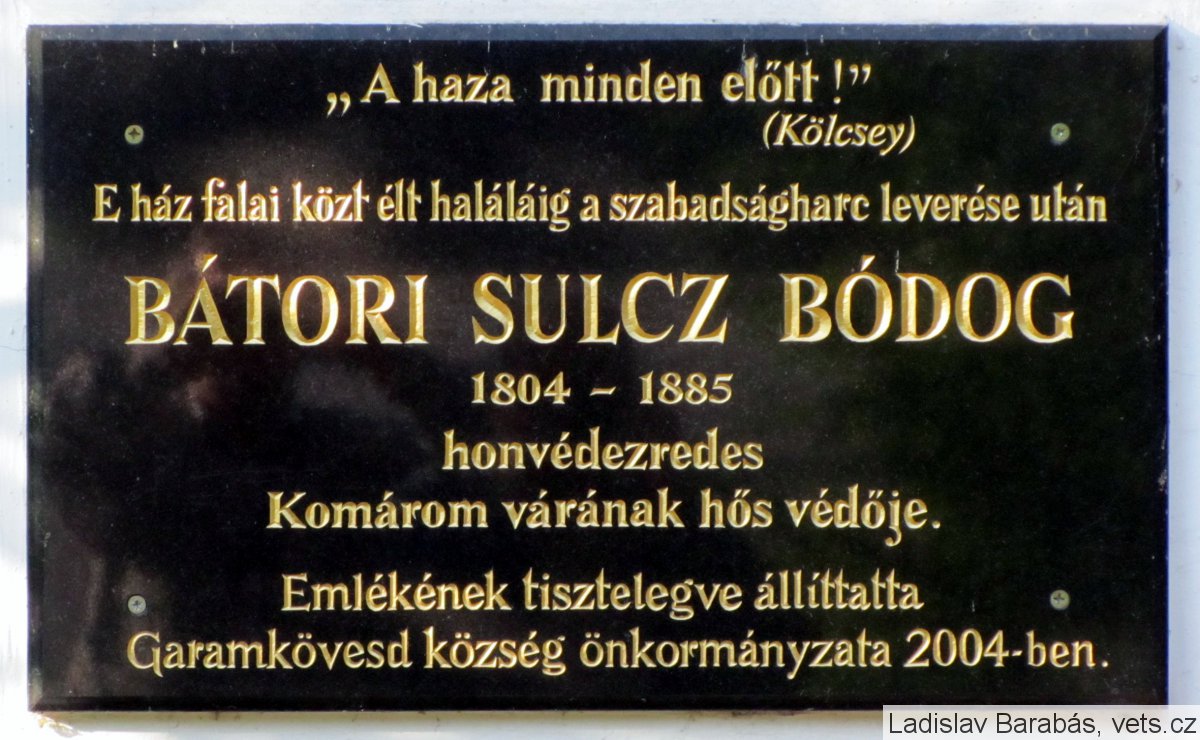 „A haza minden előtt!”
(Kölcsey)
E ház falai közt élt haláláig a szabadságharc leverése után
BÁTORI SULCZ BÓDOG
1804 – 1885
honvédezredes
Komárom várának hős védője.
Emlékének tisztelegve állíttatta
Garamkövesd község önkormányzata 2004-ben.
Ladislav Barabás, vets.cz